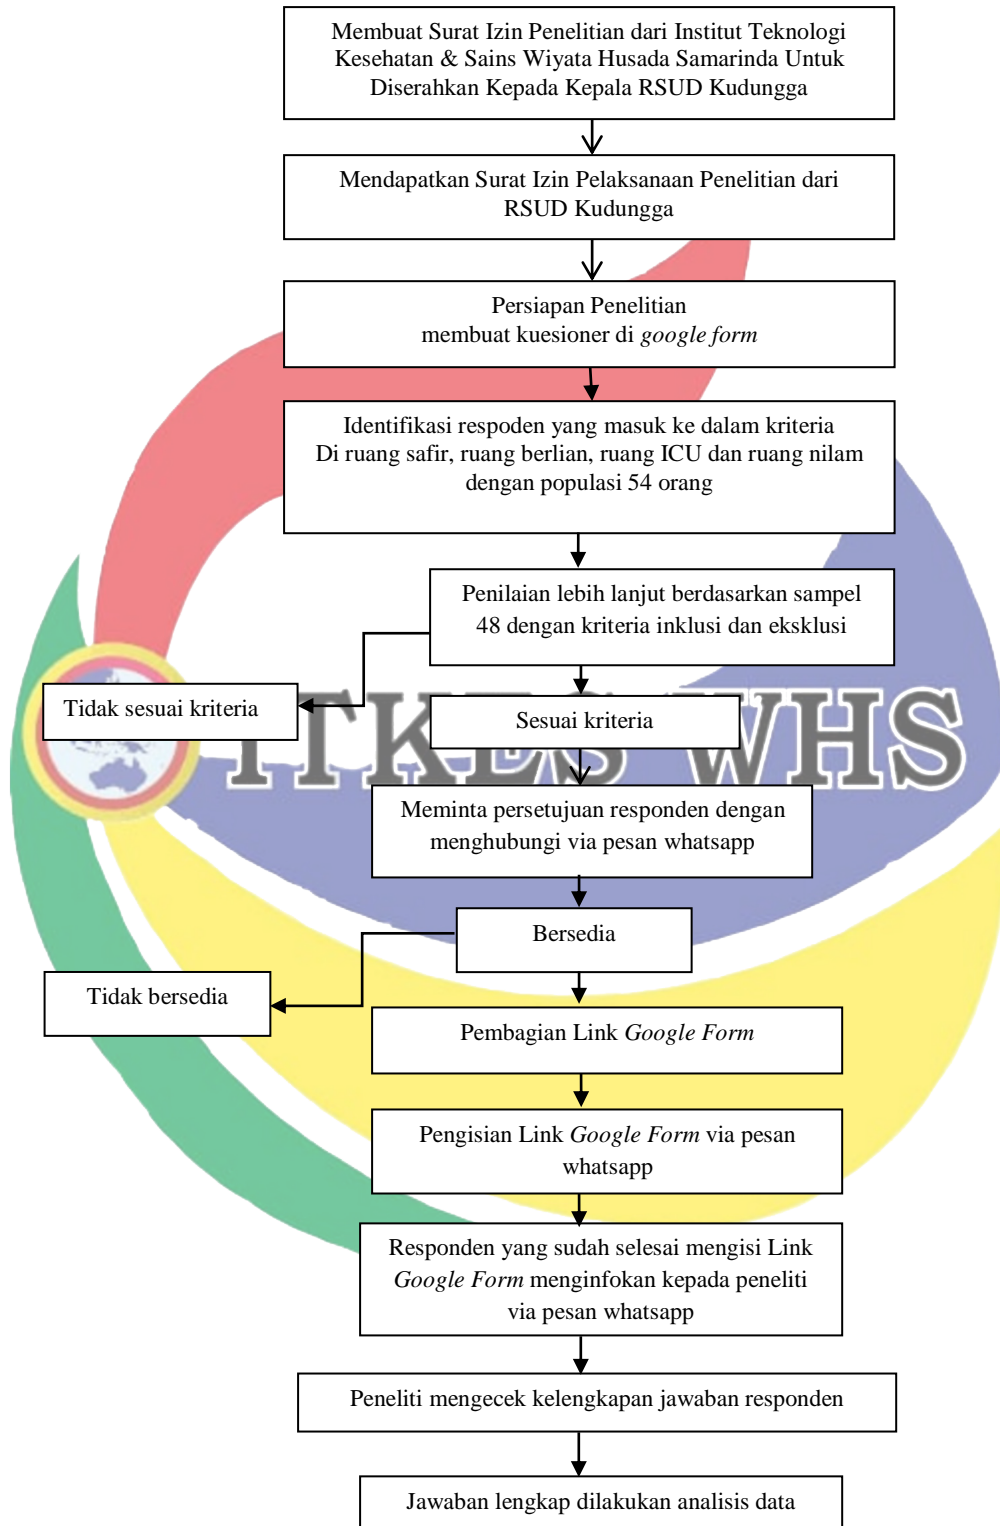 Membuat Surat Izin Penelitian dari Institut Teknologi
Kesehatan & Sains Wiyata Husada Samarinda Untuk
Diserahkan Kepada Kepala RSUD Kudungga
Mendapatkan Surat Izin Pelaksanaan Penelitian dari
RSUD Kudungga
Persiapan Penelitian
membuat kuesioner di google form
Identifikasi respoden yang masuk ke dalam kriteria
Di ruang safir, ruang berlian, ruang ICU dan ruang nilam
dengan populasi 54 orang
Penilaian lebih lanjut berdasarkan sampel
48 dengan kriteria inklusi dan eksklusi
Tidak sesuai kriteria
Sesuai kriteria
ITKES WHS
Meminta persetujuan responden dengan
menghubungi via pesan whatsapp
Bersedia
Tidak bersedia
Pembagian Link Google Form
Pengisian Link Google Form via pesan
whatsapp
Responden yang sudah selesai mengisi Link
Google Form menginfokan kepada peneliti
via pesan whatsapp
Peneliti mengecek kelengkapan jawaban responden
Jawaban lengkap dilakukan analisis data